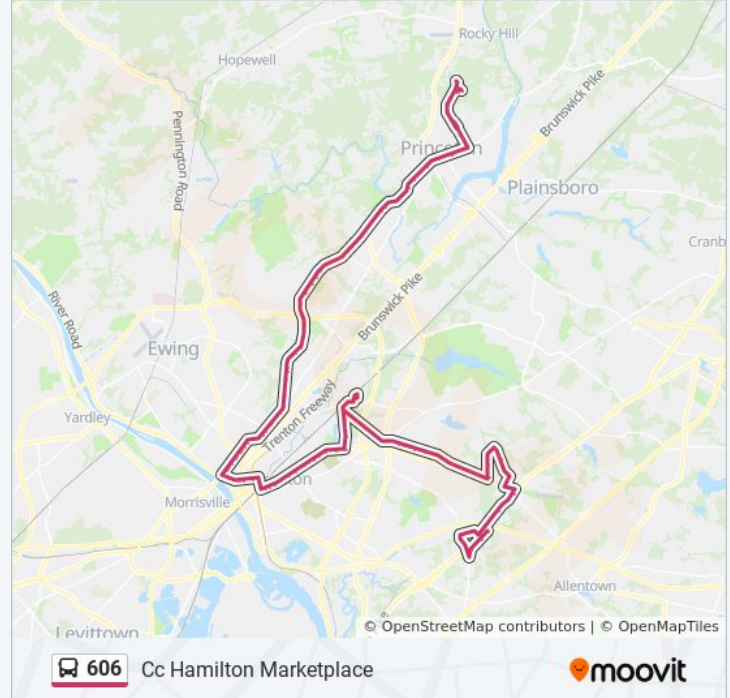 Rocky Hill
Hopewell
Brunswick Pike
Pennington Road
Plainsboro
Cranb
River Road
Brunswick Pike
Ewing
Trenton Freeway
Yardley
Morrisville
Allentown
Levittown
© OpenStreetMap contributors | © OpenMapTiles
606 Cc Hamilton Marketplace
moovit